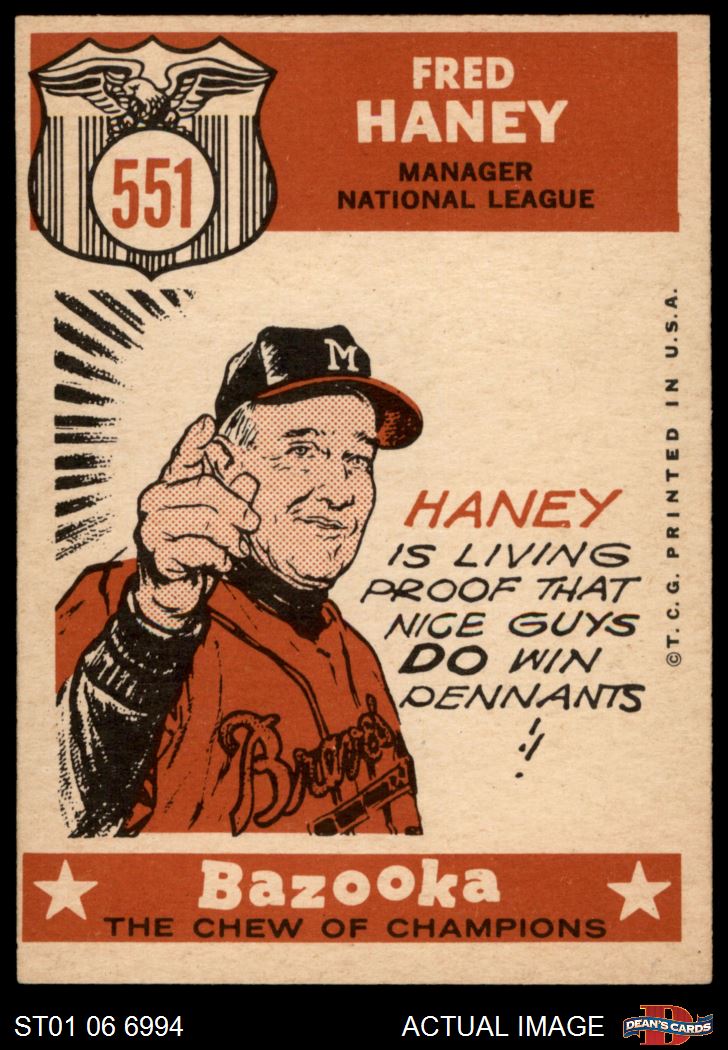 551
FRED
HANEY
MANAGER
NATIONAL LEAGUE
M
HANEY
IS LIVING
PROOF THAT
NICE GUYS
DO WIN
PENNANTS
!!
Braves
© T. C. G. PRINTED IN U.S.A.
Bazooka
THE CHEW OF CHAMPIONS
ST01 06 6994
ACTUAL IMAGE
D
DEAN'S CARDS